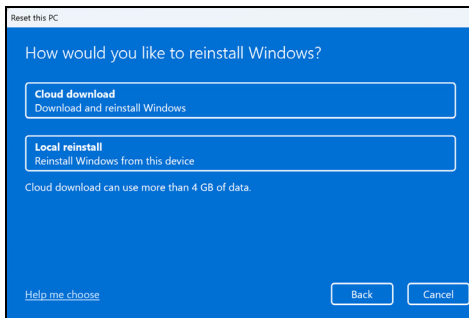 Reset this PC
How would you like to reinstall Windows?
Cloud download
Download and reinstall Windows
Local reinstall
Reinstall Windows from this device
Cloud download can use more than 4 GB of data.
Help me choose
Back
Cancel